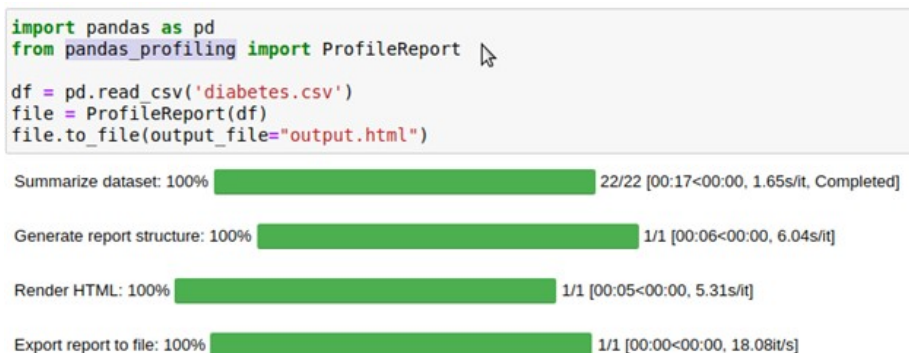 import pandas as pd
from pandas_profiling import ProfileReport
df = pd.read_csv('diabetes.csv')
file = ProfileReport(df)
file.to_file(output_file="output.html")
Summarize dataset: 100% 22/22 [00:17<00:00, 1.65s/it, Completed]
Generate report structure: 100% 1/1 [00:06<00:00, 6.04s/it]
Render HTML: 100% 1/1 [00:05<00:00, 5.31s/it]
Export report to file: 100% 1/1 [00:00<00:00, 18.08it/s]